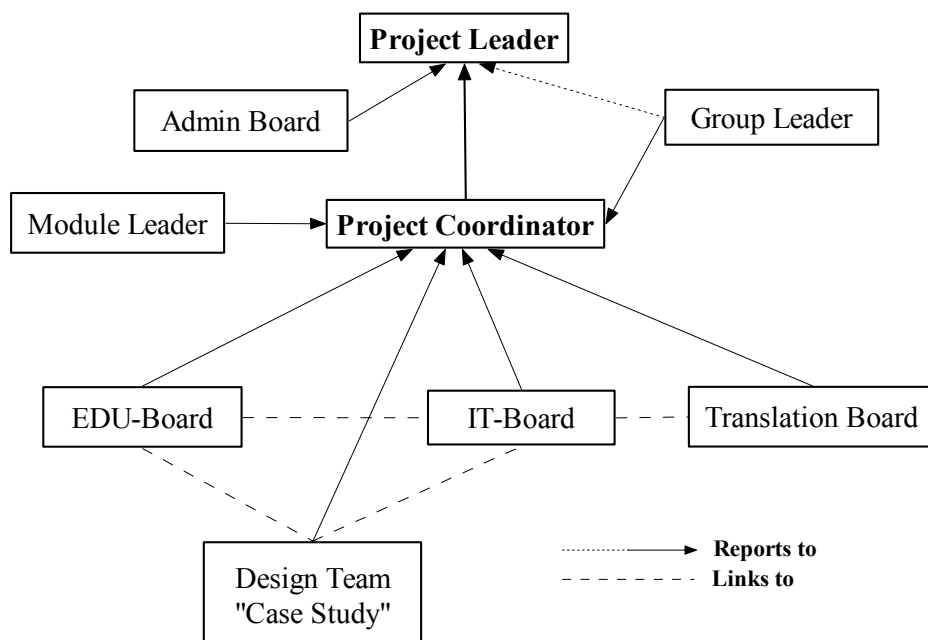 Project Leader
Admin Board
Group Leader
Module Leader
Project Coordinator
EDU-Board
IT-Board
Translation Board
Design Team
"Case Study"
Reports to
Links to